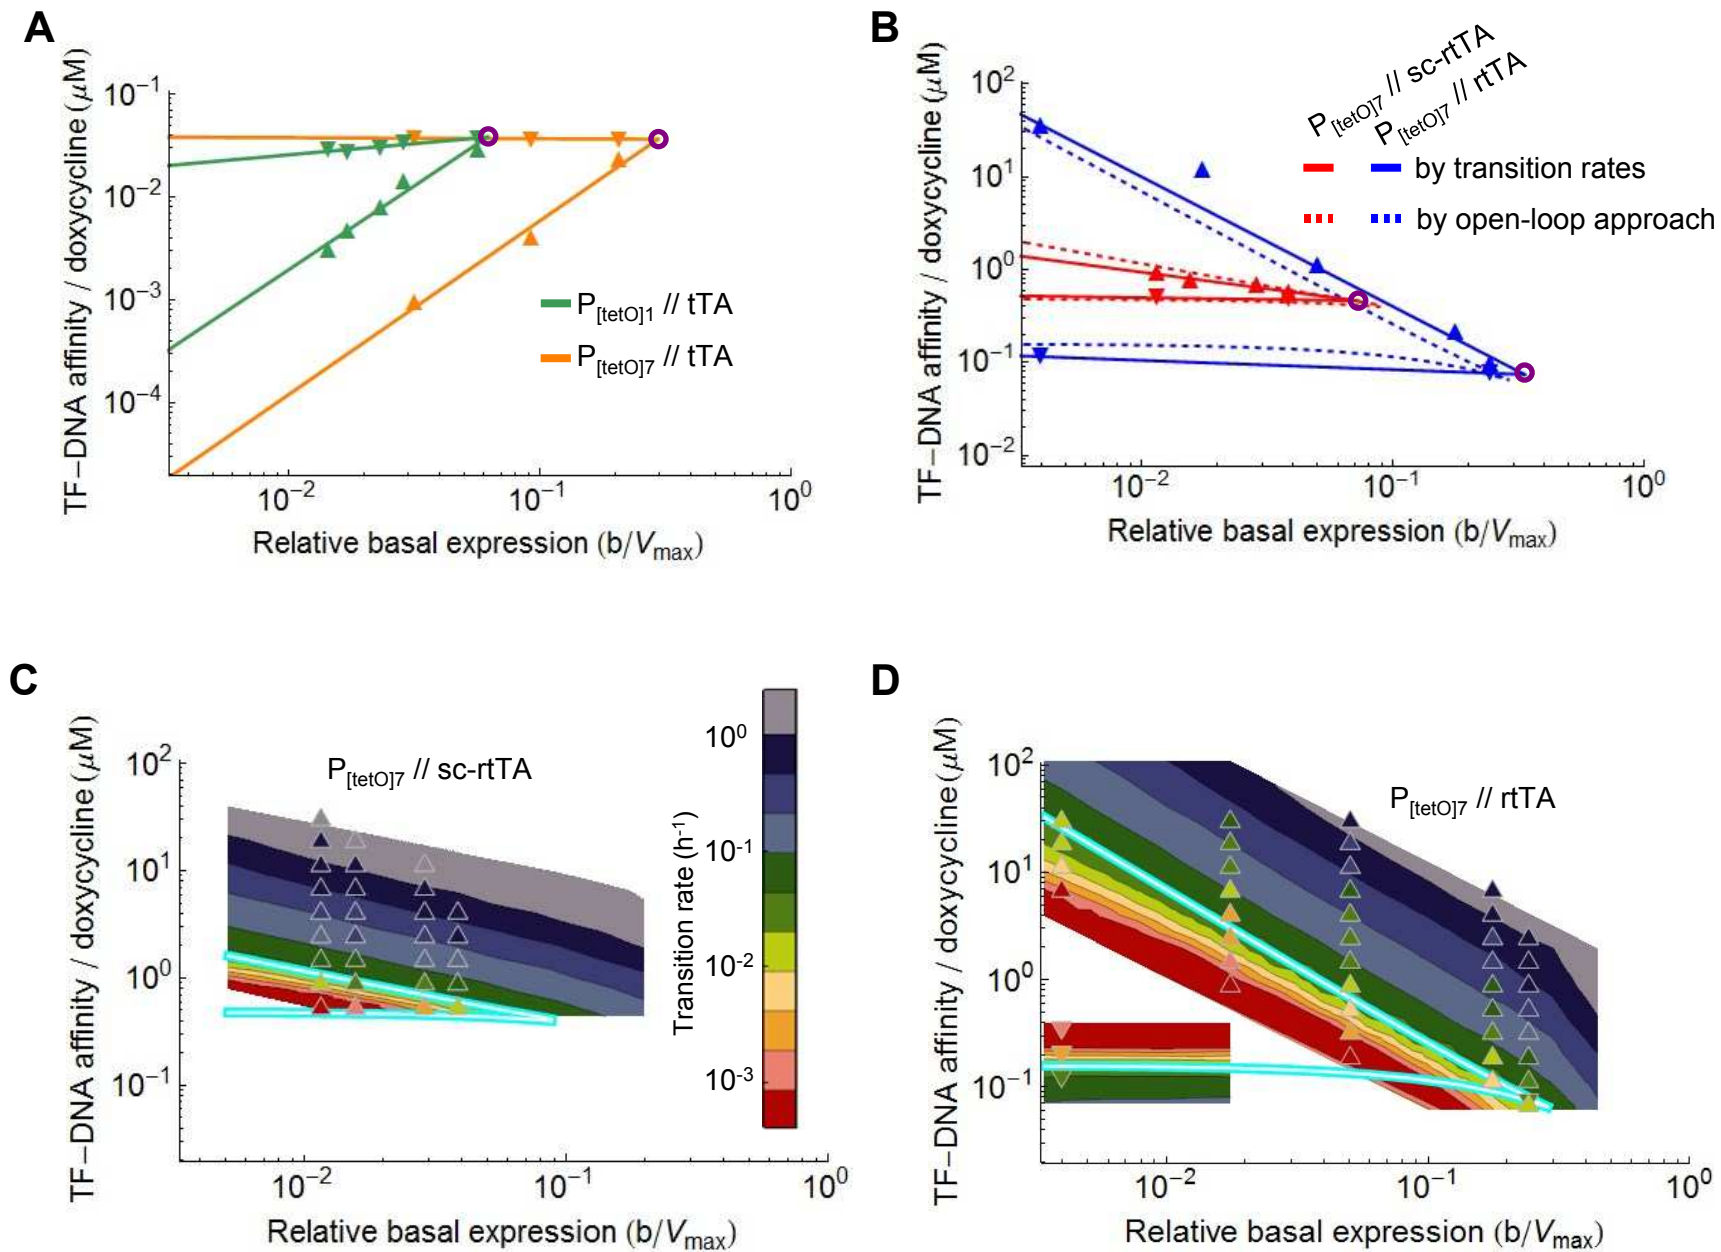 A
TF−DNA affinity / doxycycline (μM)
10⁻¹
10⁻²
10⁻³
10⁻⁴
P[tetO]1 // tTA
P[tetO]7 // tTA
10⁻² 10⁻¹ 10⁰
Relative basal expression (b/Vmax)
B
TF−DNA affinity / doxycycline (μM)
10²
10¹
10⁰
10⁻¹
10⁻²
P[tetO]7 // sc-rtTA
P[tetO]7 // rtTA
by transition rates
by open-loop approach
10⁻² 10⁻¹ 10⁰
Relative basal expression (b/Vmax)
C
TF−DNA affinity / doxycycline (μM)
10²
10¹
10⁰
10⁻¹
P[tetO]7 // sc-rtTA
10⁻² 10⁻¹ 10⁰
Relative basal expression (b/Vmax)
Transition rate (h⁻¹)
10⁰
10⁻¹
10⁻²
10⁻³
D
TF−DNA affinity / doxycycline (μM)
10²
10¹
10⁰
10⁻¹
P[tetO]7 // rtTA
10⁻² 10⁻¹ 10⁰
Relative basal expression (b/Vmax)